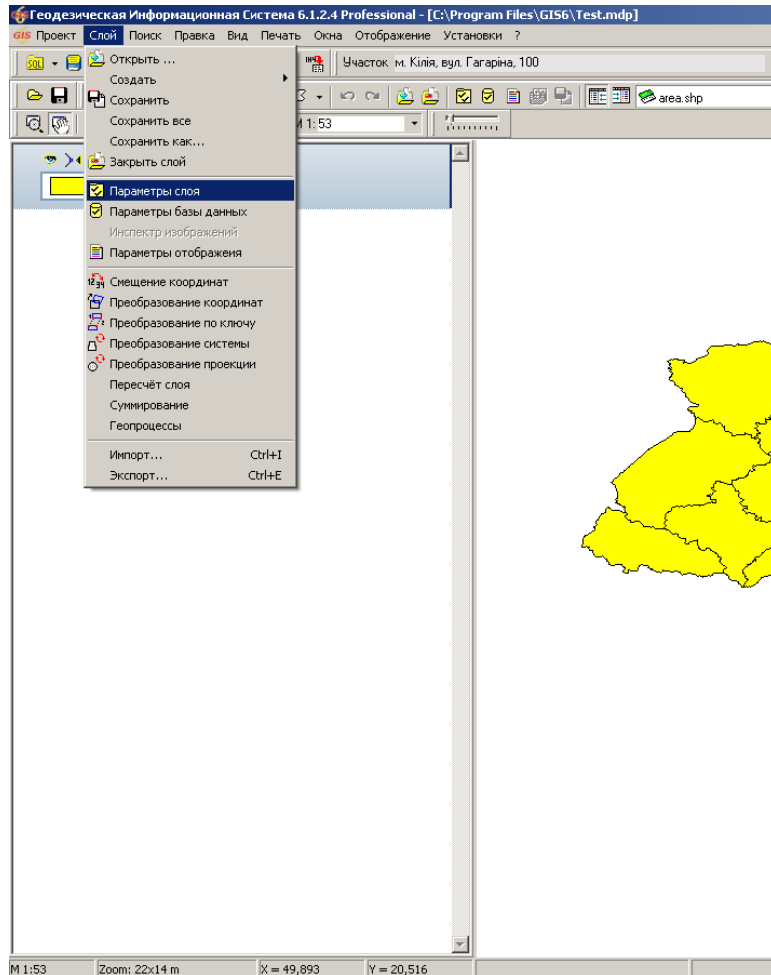 Геодезическая Информационная Система 6.1.2.4 Professional - [C:\Program Files\GIS6\Test.mdp]
GIS Проект Слой Поиск Правка Вид Печать Окна Отображение Установки ?
SQL Участок м. Кілія, вул. Гагаріна, 100
area.shp
М 1:53
Открыть ...
Создать
Сохранить
Сохранить все
Сохранить как...
Закрыть слой
Параметры слоя
Параметры базы данных
Инспектр изображений
Параметры отображеия
Смещение координат
Преобразование координат
Преобразование по ключу
Преобразование системы
Преобразование проекции
Пересчёт слоя
Суммирование
Геопроцессы
Импорт... Ctrl+I
Экспорт... Ctrl+E
М 1:53 Zoom: 22x14 m X = 49,893 Y = 20,516